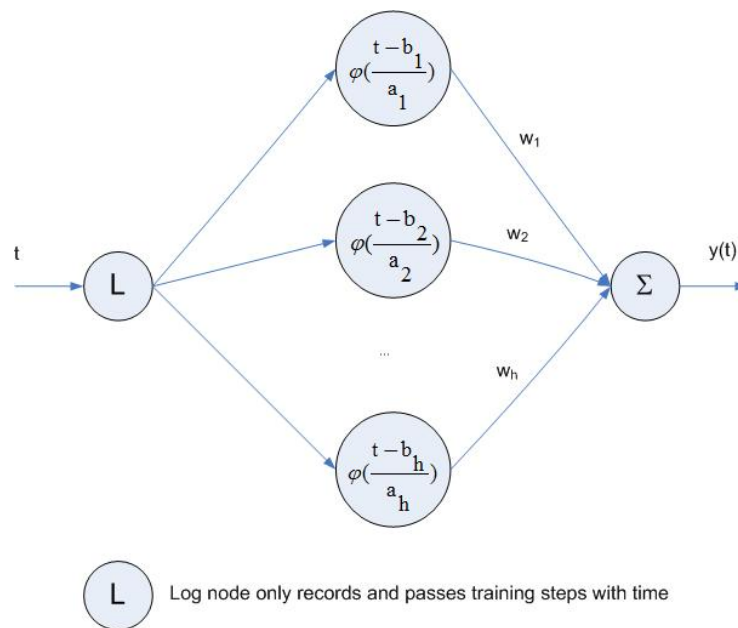 φ(t−b₁/a₁)
w₁
t
L
φ(t−b₂/a₂)
w₂
Σ
y(t)
...
wₕ
φ(t−bₕ/aₕ)
L Log node only records and passes training steps with time